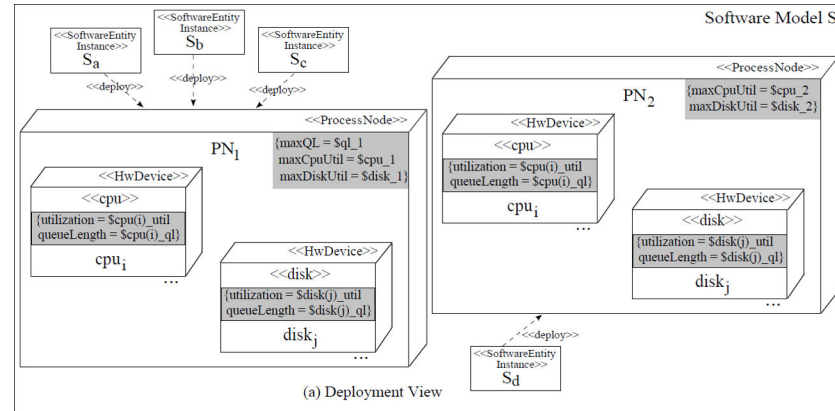 Software Model S
<<SoftwareEntity
Instance>>
Sa
<<SoftwareEntity
Instance>>
Sb
<<SoftwareEntity
Instance>>
Sc
<<deploy>>
<<deploy>>
<<deploy>>
<<ProcessNode>>
PN1
{maxQL = $ql_1
maxCpuUtil = $cpu_1
maxDiskUtil = $disk_1}
<<HwDevice>>
<<cpu>>
{utilization = $cpu(i)_util
queueLength = $cpu(i)_ql}
cpui
...
<<HwDevice>>
<<disk>>
{utilization = $disk(j)_util
queueLength = $disk(j)_ql}
diskj
...
<<ProcessNode>>
PN2
{maxCpuUtil = $cpu_2
maxDiskUtil = $disk_2}
<<HwDevice>>
<<cpu>>
{utilization = $cpu(i)_util
queueLength = $cpu(i)_ql}
cpui
...
<<HwDevice>>
<<disk>>
{utilization = $disk(j)_util
queueLength = $disk(j)_ql}
diskj
...
<<deploy>>
<<SoftwareEntity
Instance>>
Sd
(a) Deployment View